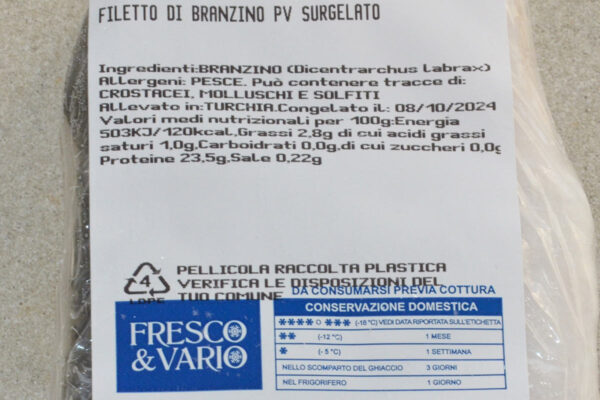 FILETTO DI BRANZINO PV SURGELATO
Ingredienti:BRANZINO (Dicentrarchus labrax)
Allergeni: PESCE. Può contenere tracce di:
CROSTACEI, MOLLUSCHI E SOLFITI
Allevato in:TURCHIA.Congelato il: 08/10/2024
Valori medi nutrizionali per 100g:Energia
503KJ/120kcal,Grassi 2,8g di cui acidi grassi
saturi 1,0g,Carboidrati 0,0g,di cui zuccheri 0,0g
Proteine 23,5g,Sale 0,22g
4
LDPE
PELLICOLA RACCOLTA PLASTICA
VERIFICA LE DISPOSIZIONI DEL
TUO COMUNE
DA CONSUMARSI PREVIA COTTURA
FRESCO
&VARIO
CONSERVAZIONE DOMESTICA
**** O *** (-18 °C) VEDI DATA RIPORTATA SULL'ETICHETTA
** (-12 °C) 1 MESE
* (- 5 °C) 1 SETTIMANA
NELLO SCOMPARTO DEL GHIACCIO 3 GIORNI
NEL FRIGORIFERO 1 GIORNO